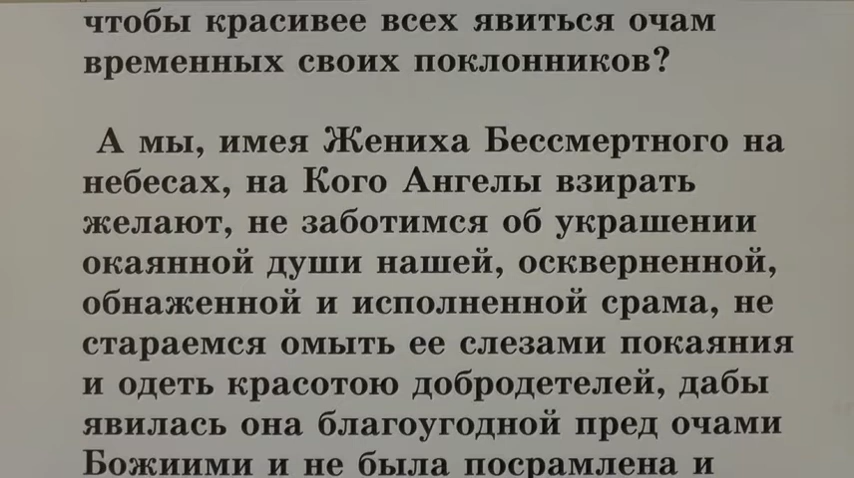 чтобы красивее всех явиться очам
временных своих поклонников?
А мы, имея Жениха Бессмертного на
небесах, на Кого Ангелы взирать
желают, не заботимся об украшении
окаянной души нашей, оскверненной,
обнаженной и исполненной срама, не
стараемся омыть ее слезами покаяния
и одеть красотою добродетелей, дабы
явилась она благоугодной пред очами
Божиими и не была посрамлена и